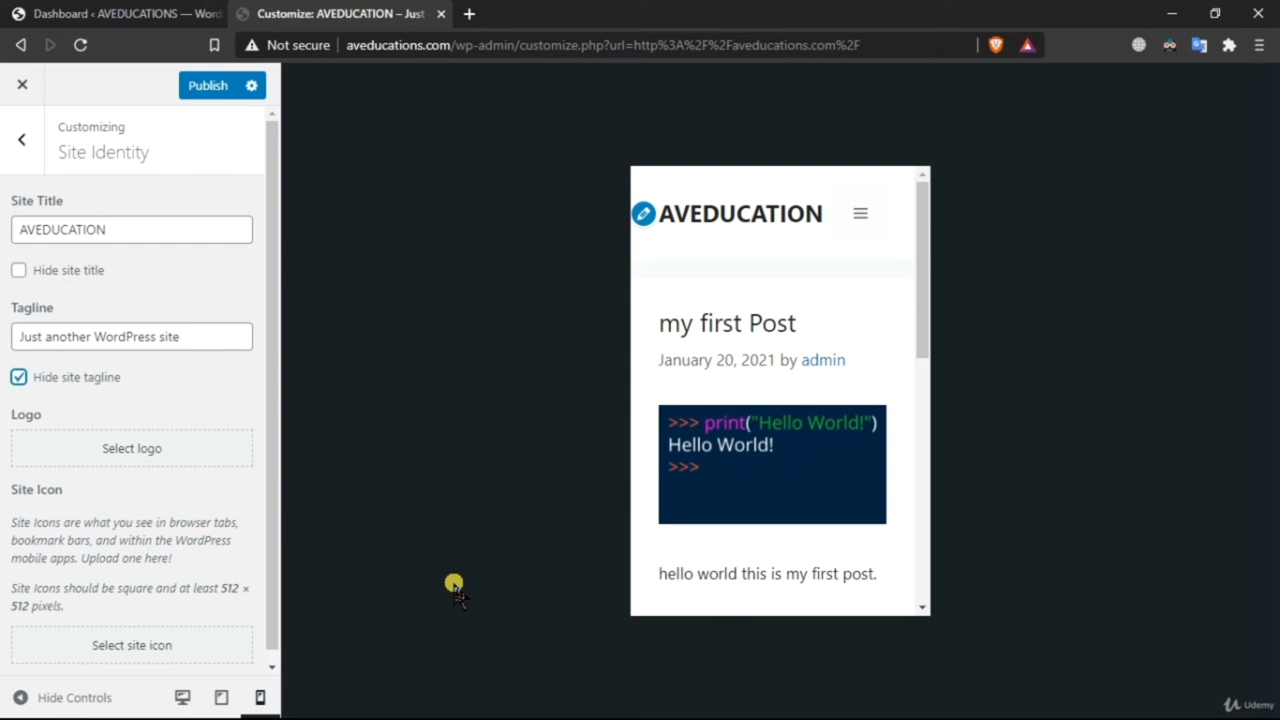 Dashboard ‹ AVEDUCATIONS — Word
Customize: AVEDUCATION – Just
Not secure
aveducations.com/wp-admin/customize.php?url=http%3A%2F%2Faveducations.com%2F
Publish
Customizing
Site Identity
Site Title
AVEDUCATION
Hide site title
Tagline
Just another WordPress site
Hide site tagline
Logo
Select logo
Site Icon
Site Icons are what you see in browser tabs,
bookmark bars, and within the WordPress
mobile apps. Upload one here!
Site Icons should be square and at least 512 ×
512 pixels.
Select site icon
Hide Controls
AVEDUCATION
my first Post
January 20, 2021 by admin
>>> print("Hello World!")
Hello World!
>>>
hello world this is my first post.
Udemy